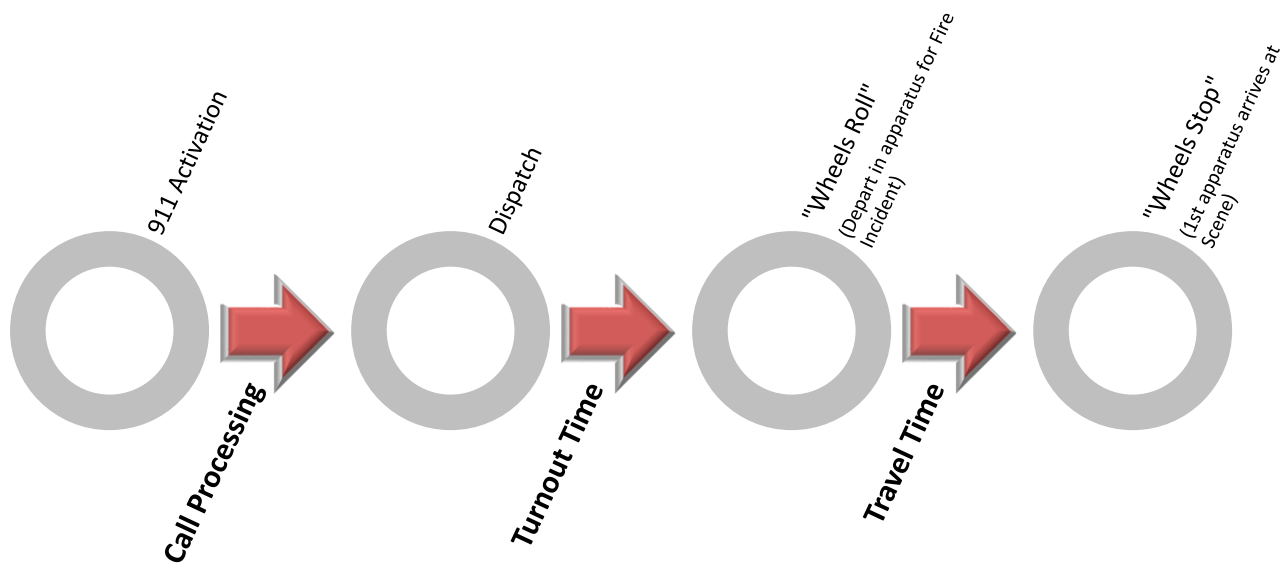 911 Activation
Call Processing
Dispatch
Turnout Time
"Wheels Roll"
(Depart in apparatus for Fire
Incident)
Travel Time
"Wheels Stop"
(1st apparatus arrives at
Scene)